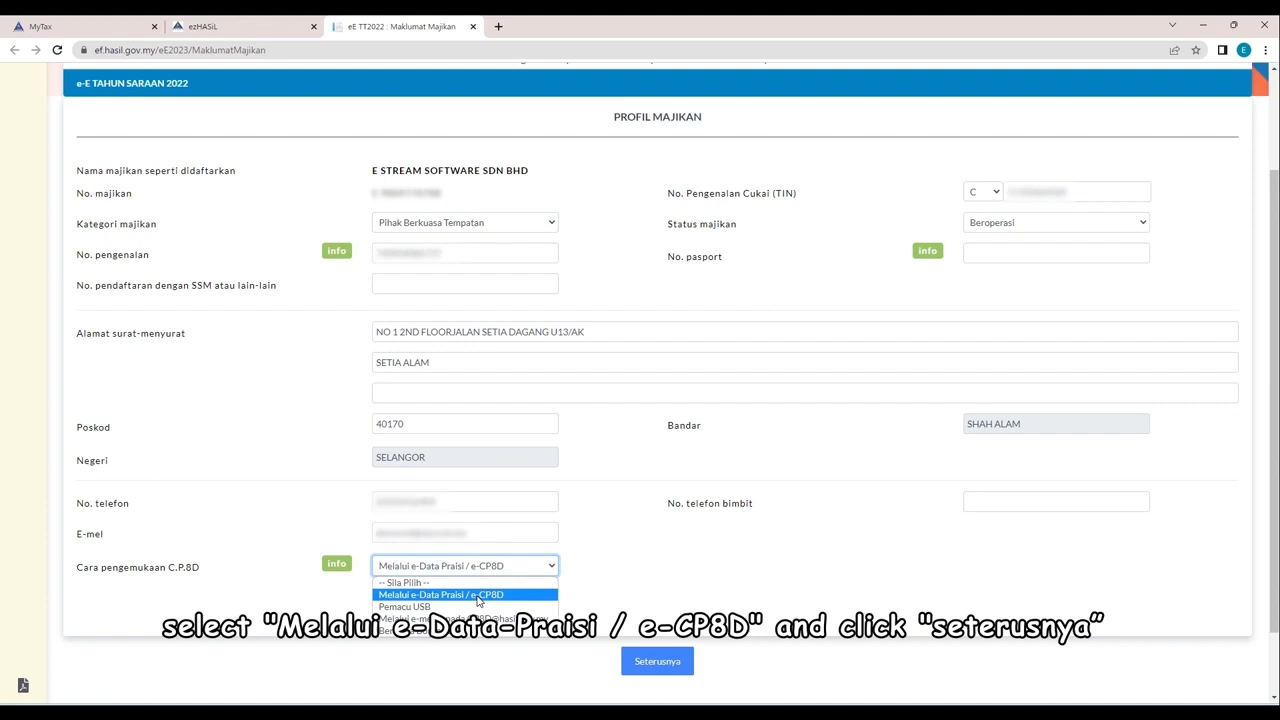 MyTax
ezHASiL
eE TT2022 : Maklumat Majikan
ef.hasil.gov.my/eE2023/MaklumatMajikan
E
e-E TAHUN SARAAN 2022
PROFIL MAJIKAN
Nama majikan seperti didaftarkan
E STREAM SOFTWARE SDN BHD
No. majikan
No. Pengenalan Cukai (TIN)
C
Kategori majikan
Pihak Berkuasa Tempatan
Status majikan
Beroperasi
No. pengenalan
info
No. pasport
info
No. pendaftaran dengan SSM atau lain-lain
Alamat surat-menyurat
NO 1 2ND FLOORJALAN SETIA DAGANG U13/AK
SETIA ALAM
Poskod
40170
Bandar
SHAH ALAM
Negeri
SELANGOR
No. telefon
No. telefon bimbit
E-mel
Cara pengemukaan C.P.8D
info
Melalui e-Data Praisi / e-CP8D
-- Sila Pilih --
Melalui e-Data Praisi / e-CP8D
Pemacu USB
select "Melalui e-Data-Praisi / e-CP8D" and click "seterusnya"
Seterusnya